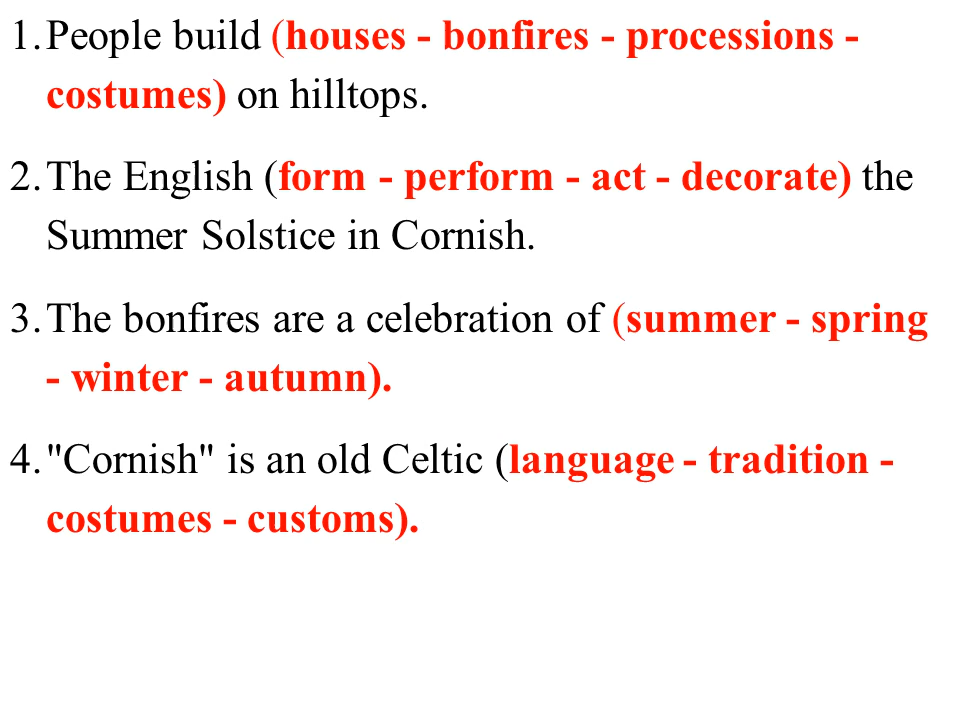 1. People build (houses - bonfires - processions -
costumes) on hilltops.
2. The English (form - perform - act - decorate) the
Summer Solstice in Cornish.
3. The bonfires are a celebration of (summer - spring
- winter - autumn).
4. "Cornish" is an old Celtic (language - tradition -
costumes - customs).